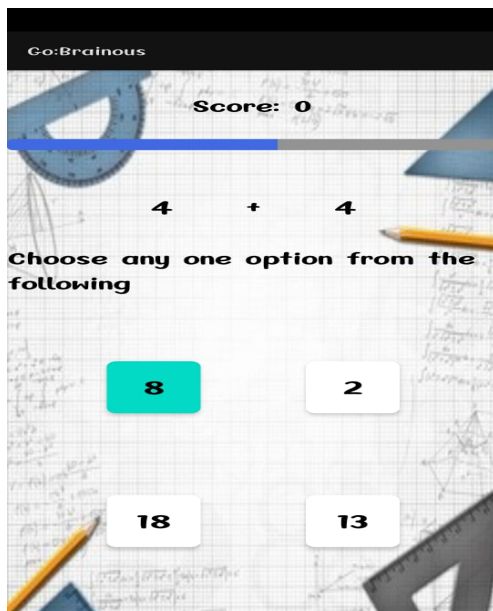 Go:Brainous
Score: 0
4 + 4
Choose any one option from the
following
8 2
18 13